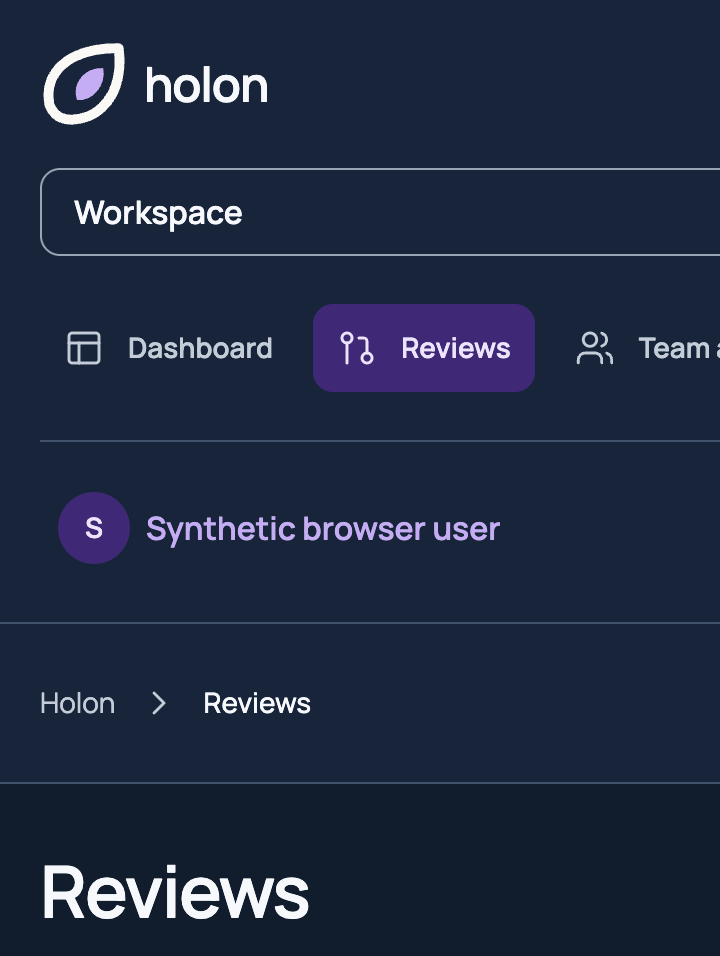 holon
Workspace
Dashboard Reviews Team
S Synthetic browser user
Holon Reviews
Reviews